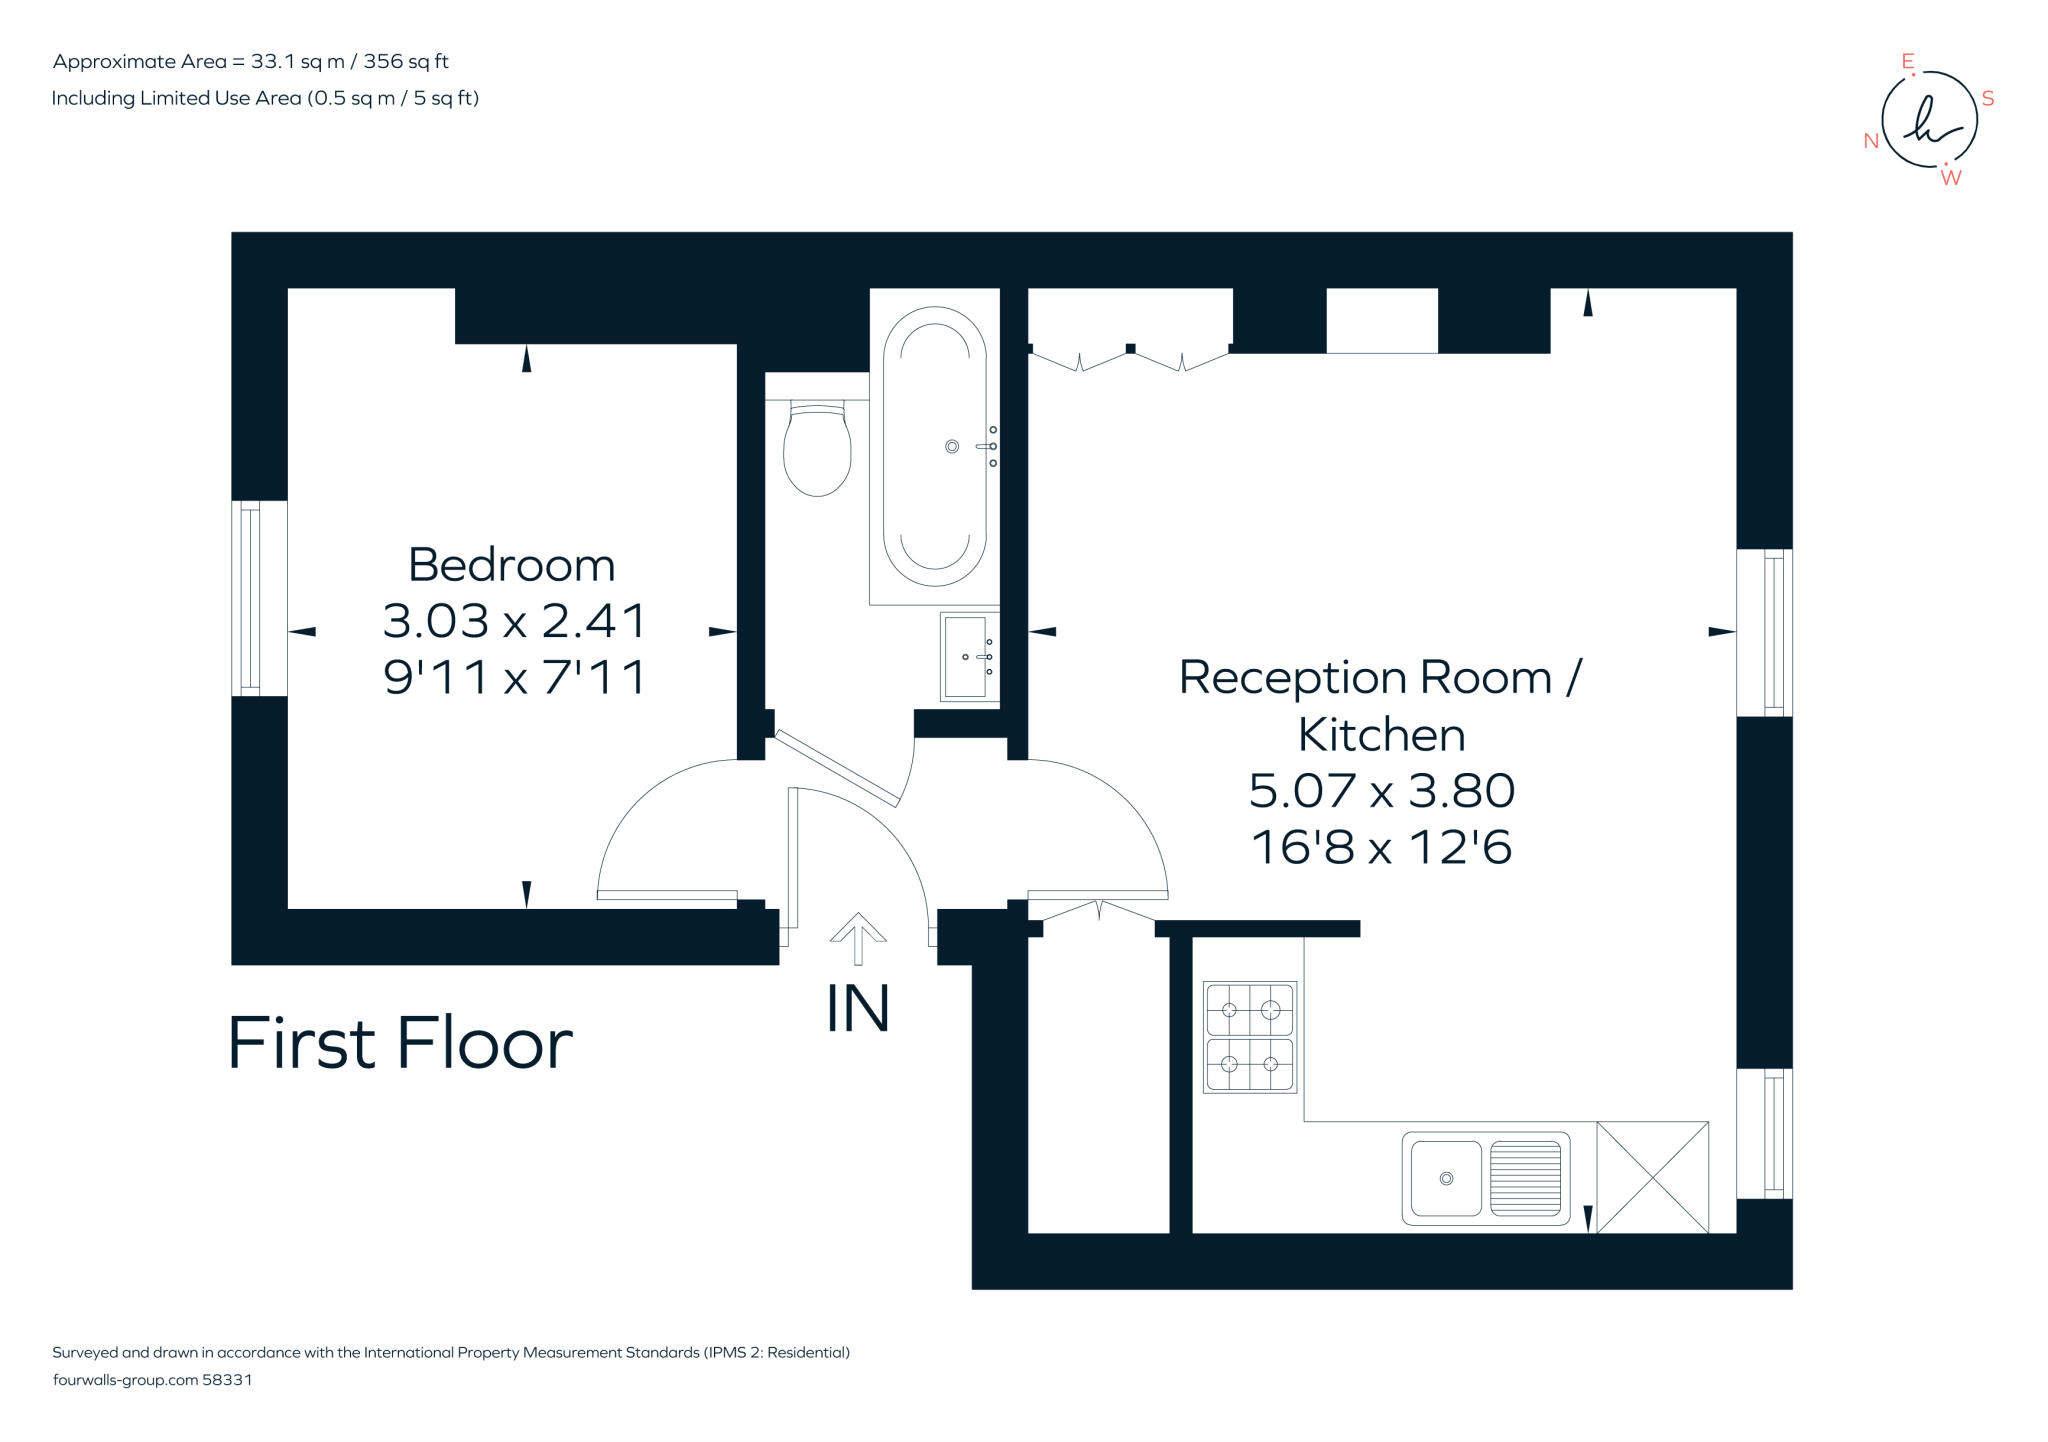 Approximate Area = 33.1 sq m / 356 sq ft
Including Limited Use Area (0.5 sq m / 5 sq ft)
E
S
N
W
Bedroom
3.03 x 2.41
9'11 x 7'11
Reception Room /
Kitchen
5.07 x 3.80
16'8 x 12'6
IN
First Floor
Surveyed and drawn in accordance with the International Property Measurement Standards (IPMS 2: Residential)
fourwalls-group.com 58331